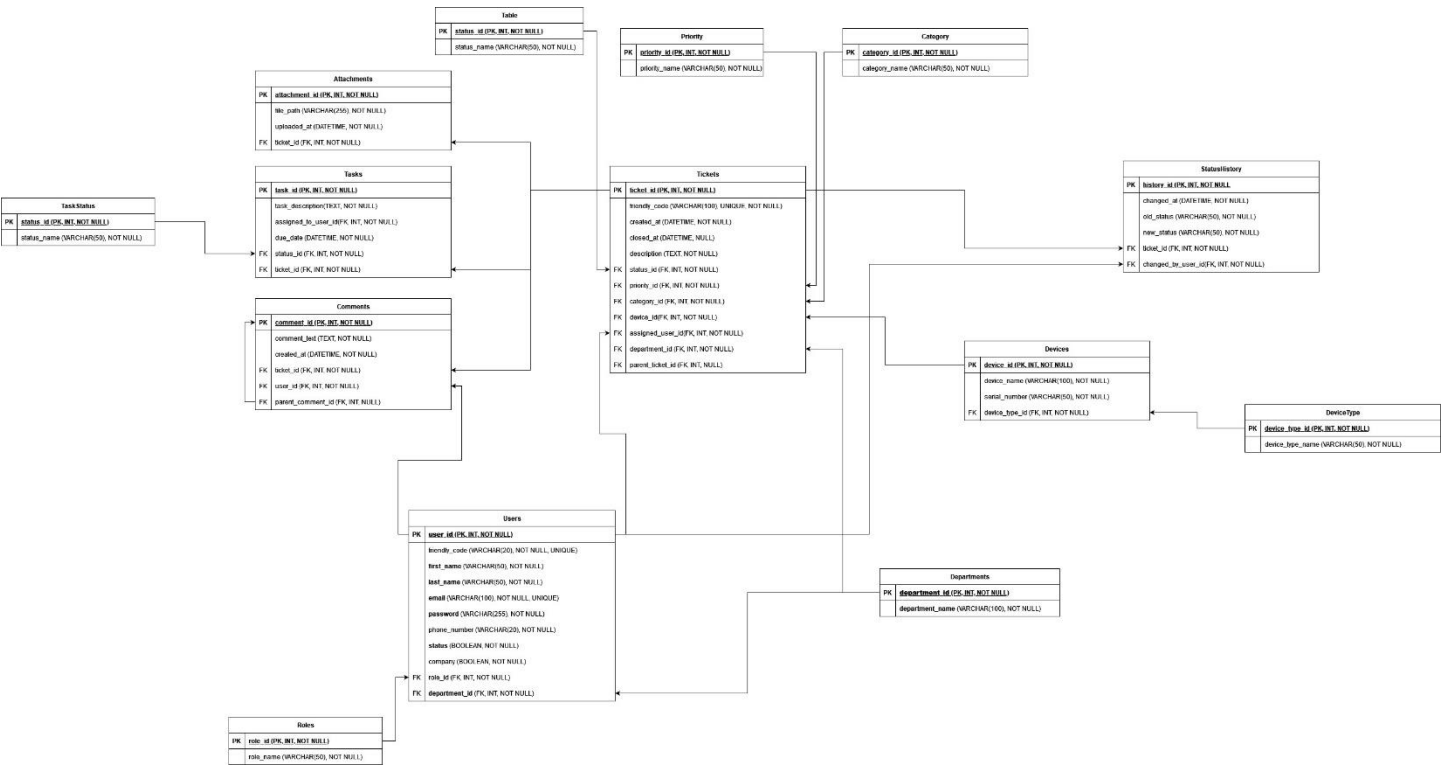 Table
PK status_id (PK, INT, NOT NULL)
status_name (VARCHAR(50), NOT NULL)
Priority
PK priority_id (PK, INT, NOT NULL)
priority_name (VARCHAR(50), NOT NULL)
Category
PK category_id (PK, INT, NOT NULL)
category_name (VARCHAR(50), NOT NULL)
Attachments
PK attachment_id (PK, INT, NOT NULL)
file_path (VARCHAR(255), NOT NULL)
uploaded_at (DATETIME, NOT NULL)
FK ticket_id (FK, INT, NOT NULL)
Tasks
PK task_id (PK, INT, NOT NULL)
task_description(TEXT, NOT NULL)
assigned_to_user_id(FK, INT, NOT NULL)
due_date (DATETIME, NOT NULL)
FK status_id (FK, INT, NOT NULL)
FK ticket_id (FK, INT, NOT NULL)
TaskStatus
PK status_id (PK, INT, NOT NULL)
status_name (VARCHAR(50), NOT NULL)
Comments
PK comment_id (PK, INT, NOT NULL)
comment_text (TEXT, NOT NULL)
created_at (DATETIME, NOT NULL)
FK ticket_id (FK, INT, NOT NULL)
FK user_id (FK, INT, NOT NULL)
FK parent_comment_id (FK, INT, NULL)
Tickets
PK ticket_id (PK, INT, NOT NULL)
friendly_code (VARCHAR(100), UNIQUE, NOT NULL)
created_at (DATETIME, NOT NULL)
closed_at (DATETIME, NULL)
description (TEXT, NOT NULL)
FK status_id (FK, INT, NOT NULL)
FK priority_id (FK, INT, NOT NULL)
FK category_id (FK, INT, NOT NULL)
FK device_id(FK, INT, NOT NULL)
FK assigned_user_id(FK, INT, NOT NULL)
FK department_id (FK, INT, NOT NULL)
FK parent_ticket_id (FK, INT, NULL)
StatusHistory
PK history_id (PK, INT, NOT NULL
changed_at (DATETIME, NOT NULL)
old_status (VARCHAR(50), NOT NULL)
new_status (VARCHAR(50), NOT NULL)
FK ticket_id (FK, INT, NOT NULL)
FK changed_by_user_id(FK, INT, NOT NULL)
Devices
PK device_id (PK, INT, NOT NULL)
device_name (VARCHAR(100), NOT NULL)
serial_number (VARCHAR(50), NOT NULL)
FK device_type_id (FK, INT, NOT NULL)
DeviceType
PK device_type_id (PK, INT, NOT NULL)
device_type_name (VARCHAR(50), NOT NULL)
Users
PK user_id (PK, INT, NOT NULL)
friendly_code (VARCHAR(20), NOT NULL, UNIQUE)
first_name (VARCHAR(50), NOT NULL)
last_name (VARCHAR(50), NOT NULL)
email (VARCHAR(100), NOT NULL, UNIQUE)
password (VARCHAR(255), NOT NULL)
phone_number (VARCHAR(20), NOT NULL)
status (BOOLEAN, NOT NULL)
company (BOOLEAN, NOT NULL)
FK role_id (FK, INT, NOT NULL)
FK department_id (FK, INT, NOT NULL)
Departments
PK department_id (PK, INT, NOT NULL)
department_name (VARCHAR(100), NOT NULL)
Roles
PK role_id (PK, INT, NOT NULL)
role_name (VARCHAR(50), NOT NULL)